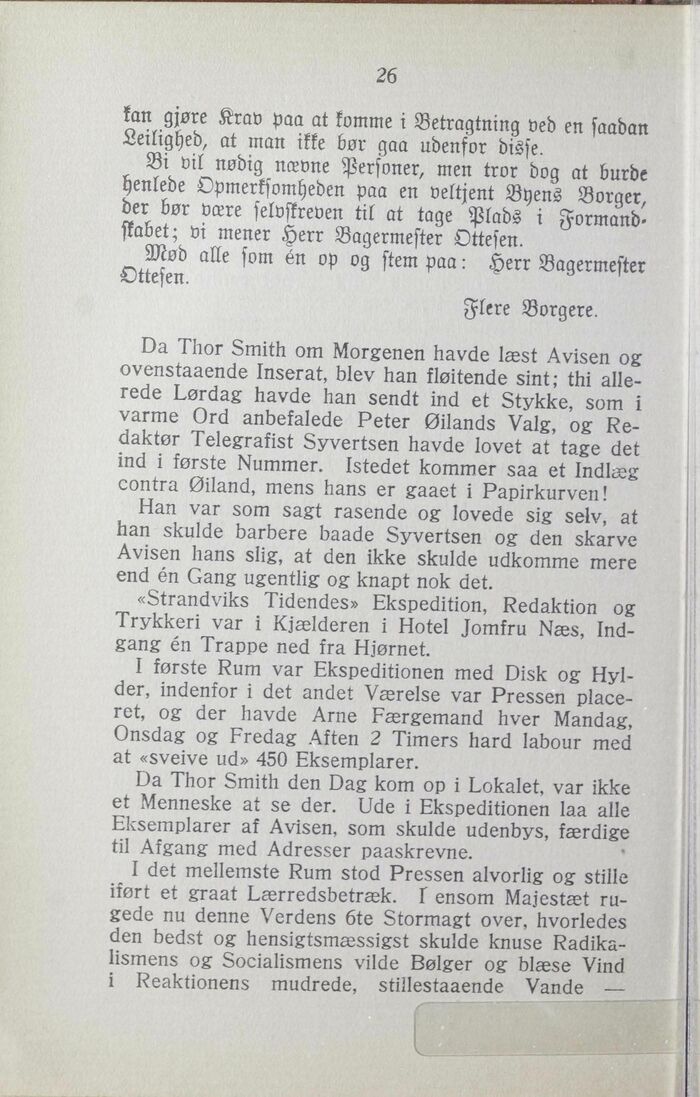 26
kan gjøre Krav paa at komme i Betragtning ved en saadan
Leilighed, at man ikke bør gaa udenfor disse.
Vi vil nødig nævne Personer, men tror dog at burde
henlede Opmerksomheden paa en veltjent Byens Borger,
der bør være selvskreven til at tage Plads i Formand-
skabet; vi mener Herr Bagermester Ottesen.
Mød alle som én op og stem paa: Herr Bagermester
Ottesen.
Flere Borgere.
Da Thor Smith om Morgenen havde læst Avisen og
ovenstaaende Inserat, blev han fløitende sint; thi alle-
rede Lørdag havde han sendt ind et Stykke, som i
varme Ord anbefalede Peter Øilands Valg, og Re-
daktør Telegrafist Syvertsen havde lovet at tage det
ind i første Nummer. Istedet kommer saa et Indlæg
contra Øiland, mens hans er gaaet i Papirkurven!
Han var som sagt rasende og lovede sig selv, at
han skulde barbere baade Syvertsen og den skarve
Avisen hans slig, at den ikke skulde udkomme mere
end én Gang ugentlig og knapt nok det.
«Strandviks Tidendes» Ekspedition, Redaktion og
Trykkeri var i Kjælderen i Hotel Jomfru Næs, Ind-
gang én Trappe ned fra Hjørnet.
I første Rum var Ekspeditionen med Disk og Hyl-
der, indenfor i det andet Værelse var Pressen place-
ret, og der havde Arne Færgemand hver Mandag,
Onsdag og Fredag Aften 2 Timers hard labour med
at «sveive ud» 450 Eksemplarer.
Da Thor Smith den Dag kom op i Lokalet, var ikke
et Menneske at se der. Ude i Ekspeditionen laa alle
Eksemplarer af Avisen, som skulde udenbys, færdige
til Afgang med Adresser paaskrevne.
I det mellemste Rum stod Pressen alvorlig og stille
iført et graat Lærredsbetræk. I ensom Majestæt ru-
gede nu denne Verdens 6te Stormagt over, hvorledes
den bedst og hensigtsmæssigst skulde knuse Radika-
lismens og Socialismens vilde Bølger og blæse Vind
i Reaktionens mudrede, stillestaaende Vande —